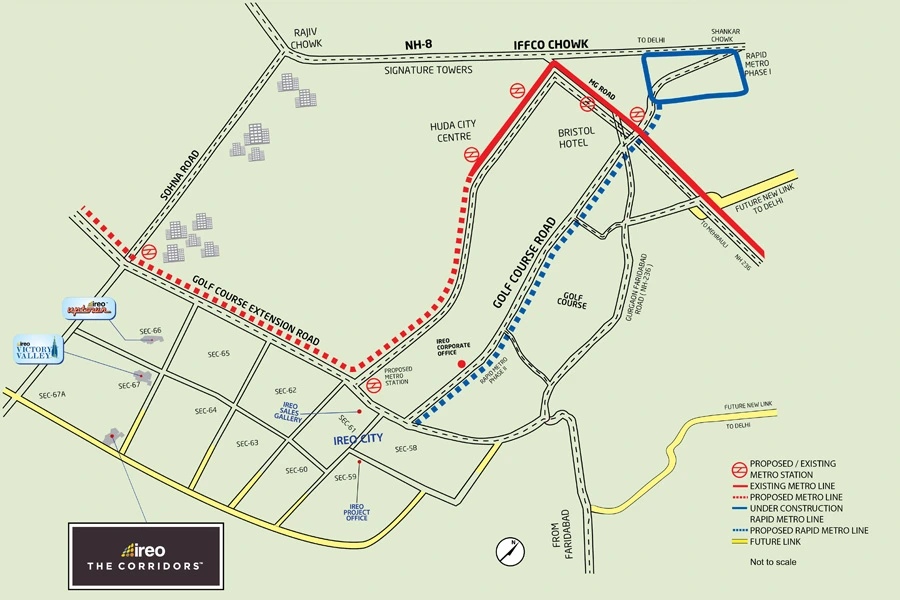 RAJIV
CHOWK
NH-8
IFFCO CHOWK
TO DELHI
SHANKAR
CHOWK
SIGNATURE TOWERS
RAPID
METRO
PHASE I
MG ROAD
HUDA CITY
CENTRE
BRISTOL
HOTEL
SOHNA ROAD
FUTURE NEW LINK
TO DELHI
TO MEHRAULI
NH 236
GOLF COURSE ROAD
GURGAON FARIDABAD
ROAD (NH-236)
GOLF
COURSE
GOLF COURSE EXTENSION ROAD
IREO
CORPORATE
OFFICE
RAPID METRO
PHASE II
PROPOSED
METRO
STATION
ireo
uptown
ireo
VICTORY
VALLEY
SEC-66
SEC-65
SEC-67
SEC-67A
SEC-62
SEC-64
SEC-63
SEC-61
SEC-60
SEC-59
SEC-58
IREO
SALES
GALLERY
IREO CITY
IREO
PROJECT
OFFICE
FUTURE NEW LINK
TO DELHI
FROM
FARIDABAD
ireo
THE CORRIDORS™
N
PROPOSED / EXISTING
METRO STATION
EXISTING METRO LINE
PROPOSED METRO LINE
UNDER CONSTRUCTION
RAPID METRO LINE
PROPOSED RAPID METRO LINE
FUTURE LINK
Not to scale